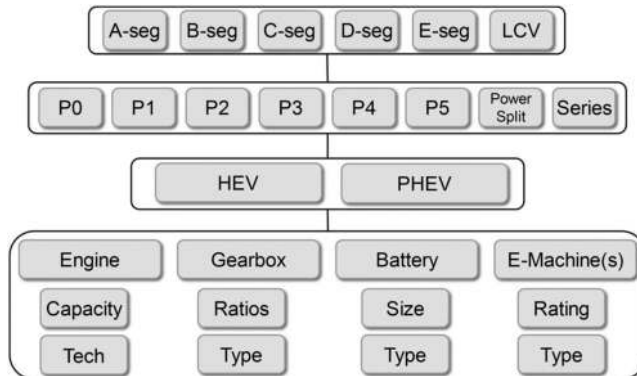 A-seg B-seg C-seg D-seg E-seg LCV
P0 P1 P2 P3 P4 P5 Power Split Series
HEV PHEV
Engine Gearbox Battery E-Machine(s)
Capacity Ratios Size Rating
Tech Type Type Type